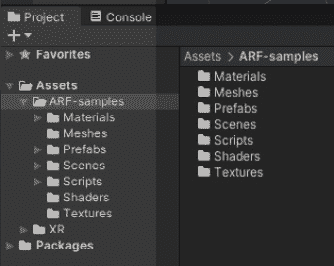 Project Console
+
Favorites
Assets
ARF-samples
Materials
Meshes
Prefabs
Scenes
Scripts
Shaders
Textures
XR
Packages
Assets > ARF-samples
Materials
Meshes
Prefabs
Scenes
Scripts
Shaders
Textures